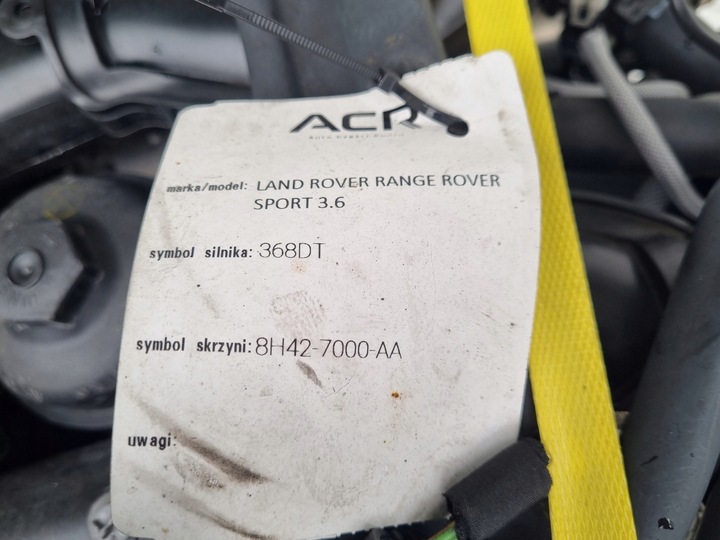 ACR
marka/model: LAND ROVER RANGE ROVER
SPORT 3.6
symbol silnika: 368DT
symbol skrzyni: 8H42-7000-AA
uwagi: